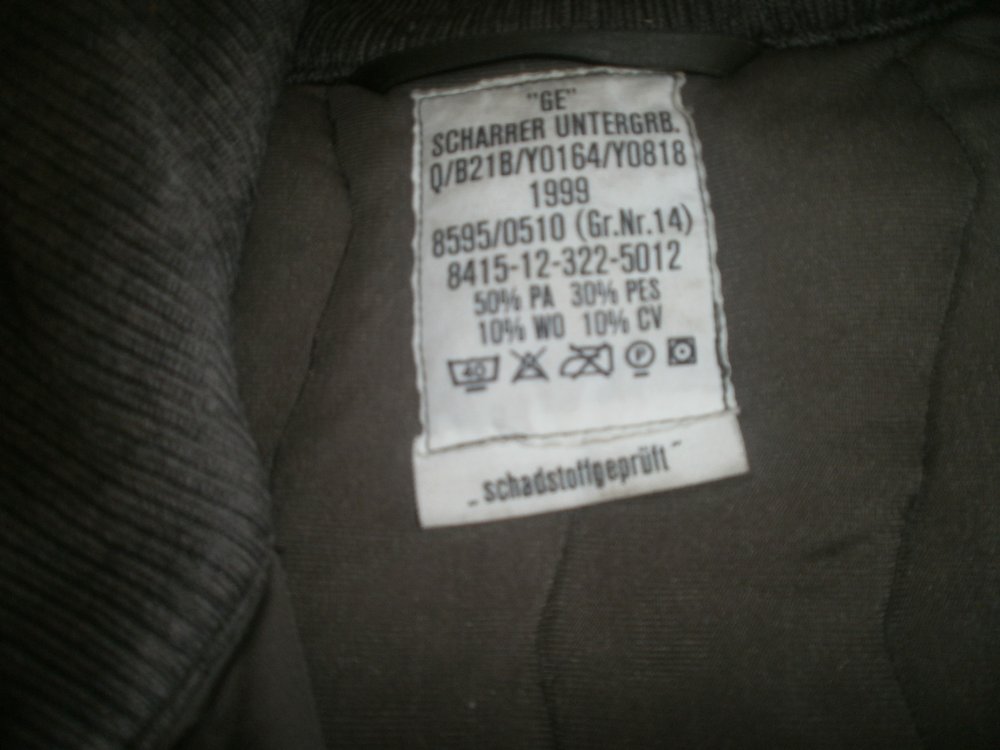 "GE"
SCHARRER UNTERGRB.
Q/B21B/Y0164/Y0818
1999
8595/0510 (Gr.Nr.14)
8415-12-322-5012
50% PA 30% PES
10% WO 10% CV
40 P
„schadstoffgeprüft"